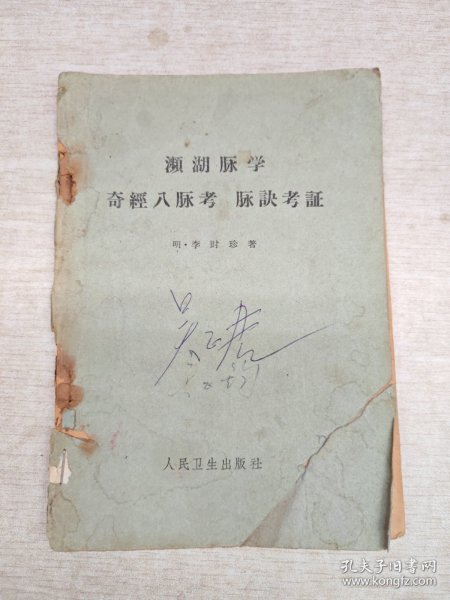 濒湖脉学
奇經八脉考 脉訣考証
明·李时珍著
人民卫生出版社
孔夫子旧书网
www.kongfz.com